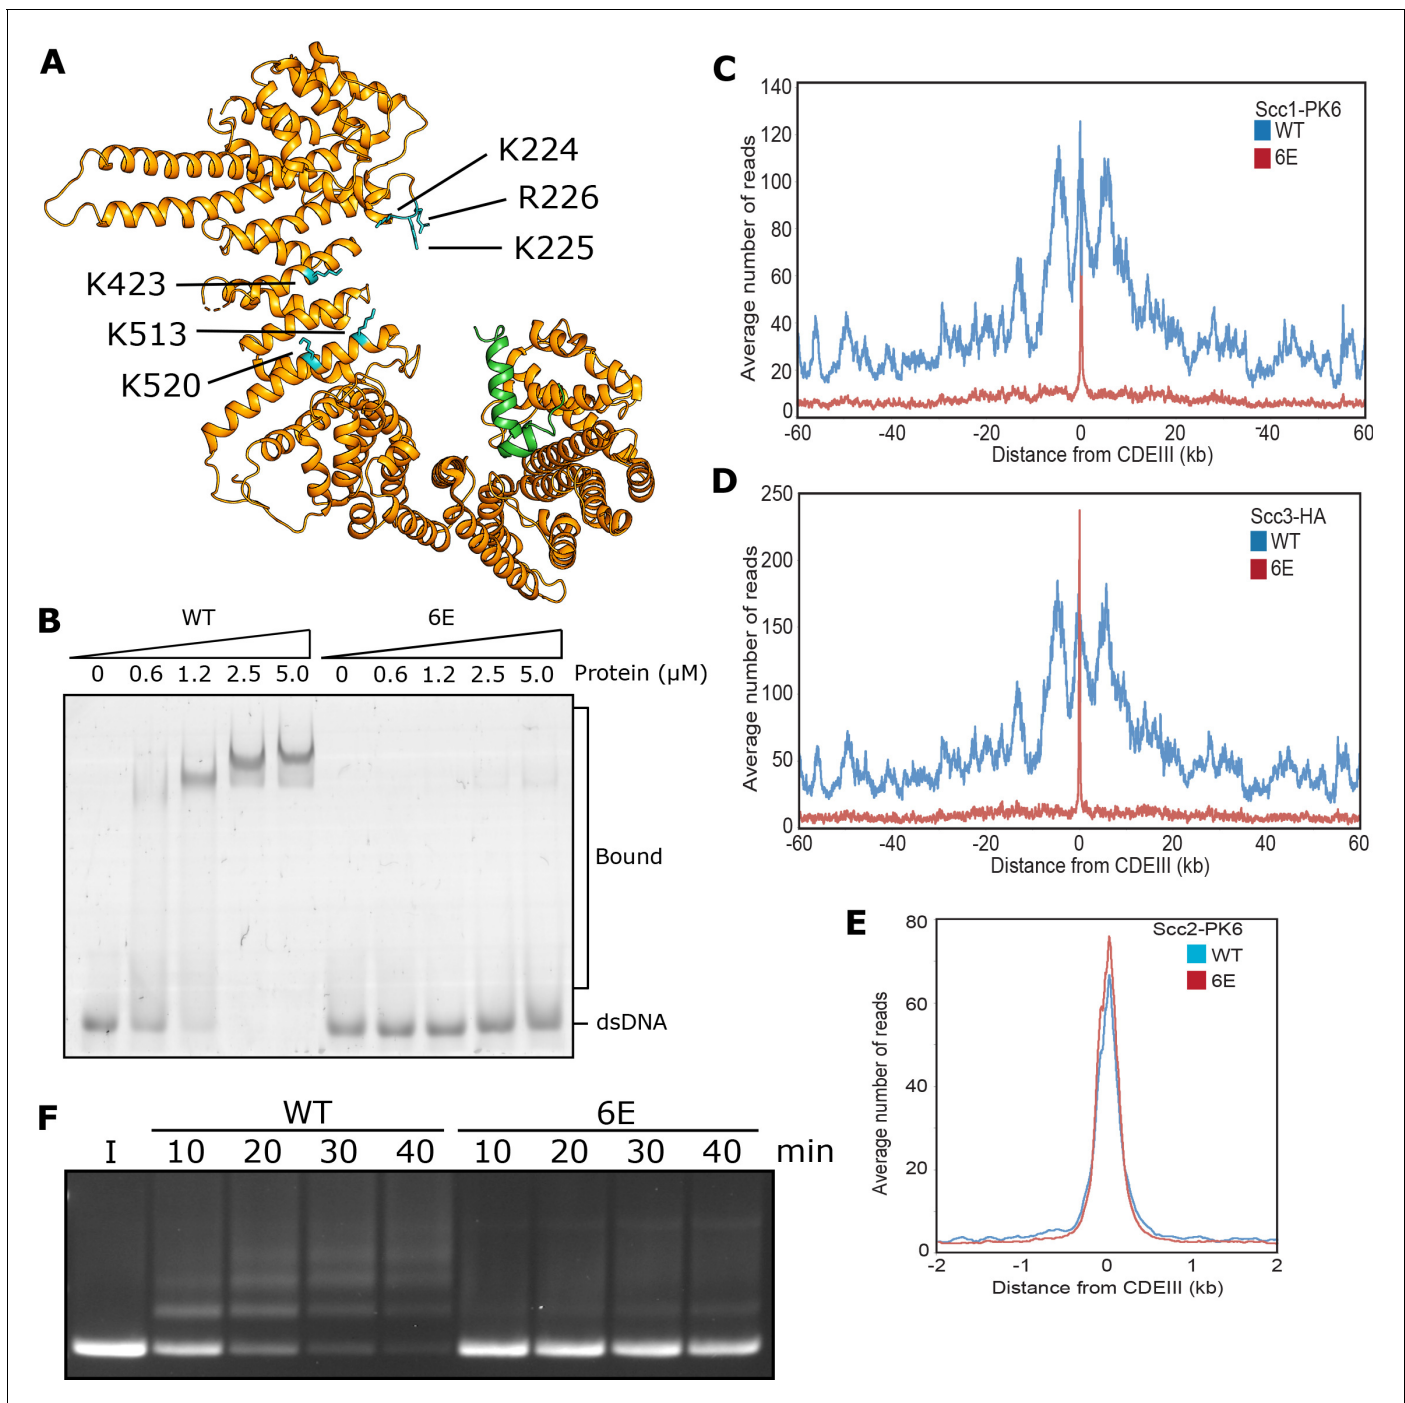 A
K224
R226
K225
K423
K513
K520
B
WT 6E
0 0.6 1.2 2.5 5.0 0 0.6 1.2 2.5 5.0 Protein (μM)
Bound
dsDNA
C
140
120
100
80
60
40
20
0
Average number of reads
Scc1-PK6
WT
6E
-60 -40 -20 0 20 40 60
Distance from CDEIII (kb)
D
250
200
150
100
50
0
Average number of reads
Scc3-HA
WT
6E
-60 -40 -20 0 20 40 60
Distance from CDEIII (kb)
E
80
60
40
20
0
Average number of reads
Scc2-PK6
WT
6E
-2 -1 0 1 2
Distance from CDEIII (kb)
F
WT 6E
I 10 20 30 40 10 20 30 40 min